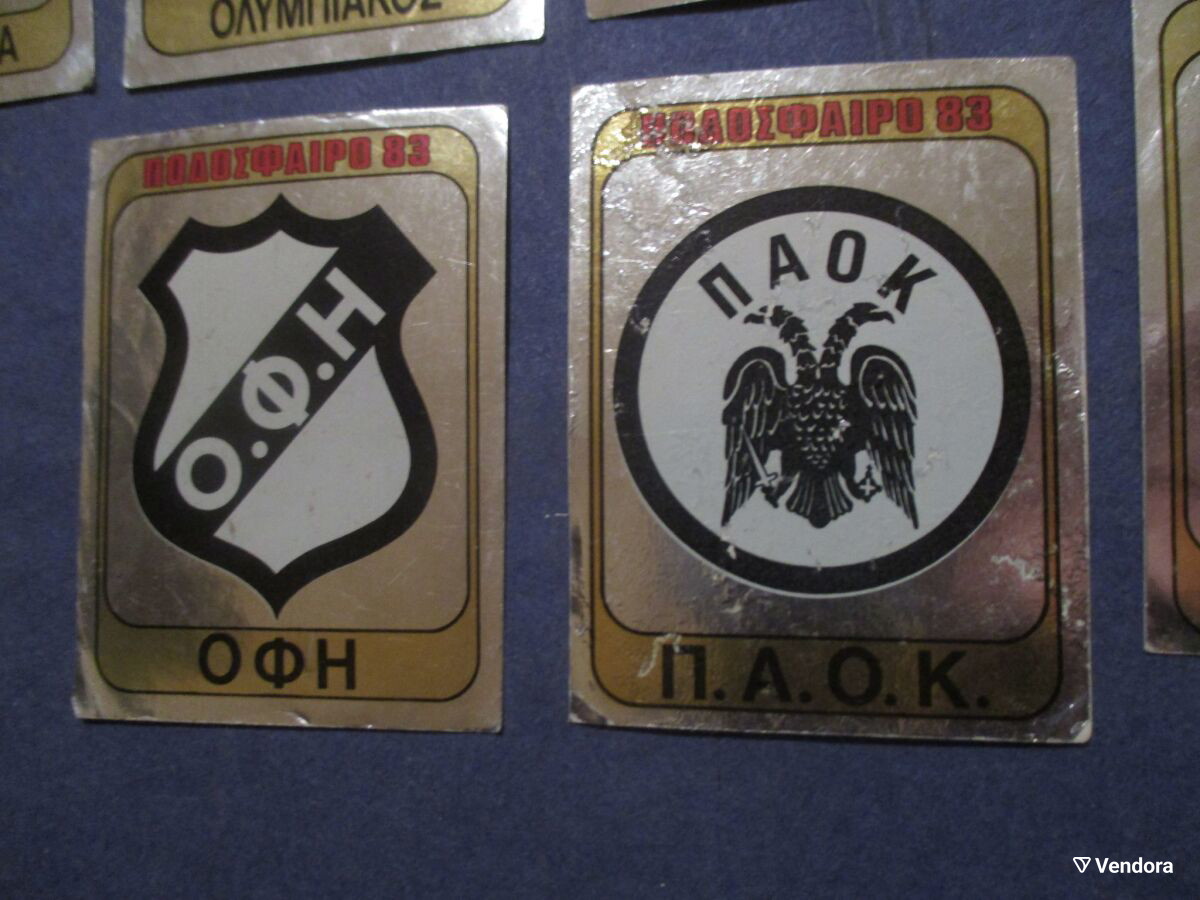 Α
ΟΛΥΜΠΙΑΚΟΣ
ΠΟΔΟΣΦΑΙΡΟ 83
Ο.Φ.Η
ΟΦΗ
ΠΟΔΟΣΦΑΙΡΟ 83
ΠΑΟΚ
Π.Α.Ο.Κ.
Vendora